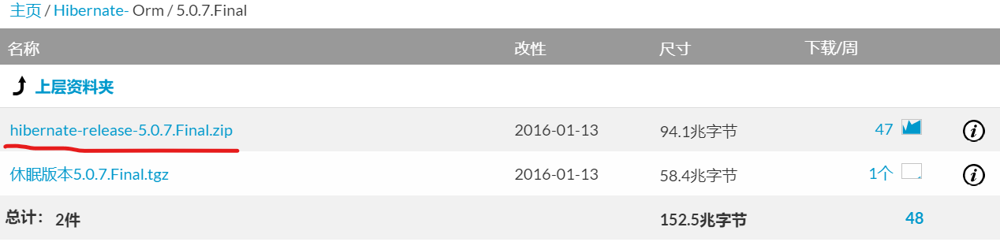 主页 / Hibernate- Orm / 5.0.7.Final
名称 改性 尺寸 下载/周
上层资料夹
hibernate-release-5.0.7.Final.zip 2016-01-13 94.1兆字节 47
休眠版本5.0.7.Final.tgz 2016-01-13 58.4兆字节 1个
总计： 2件 152.5兆字节 48